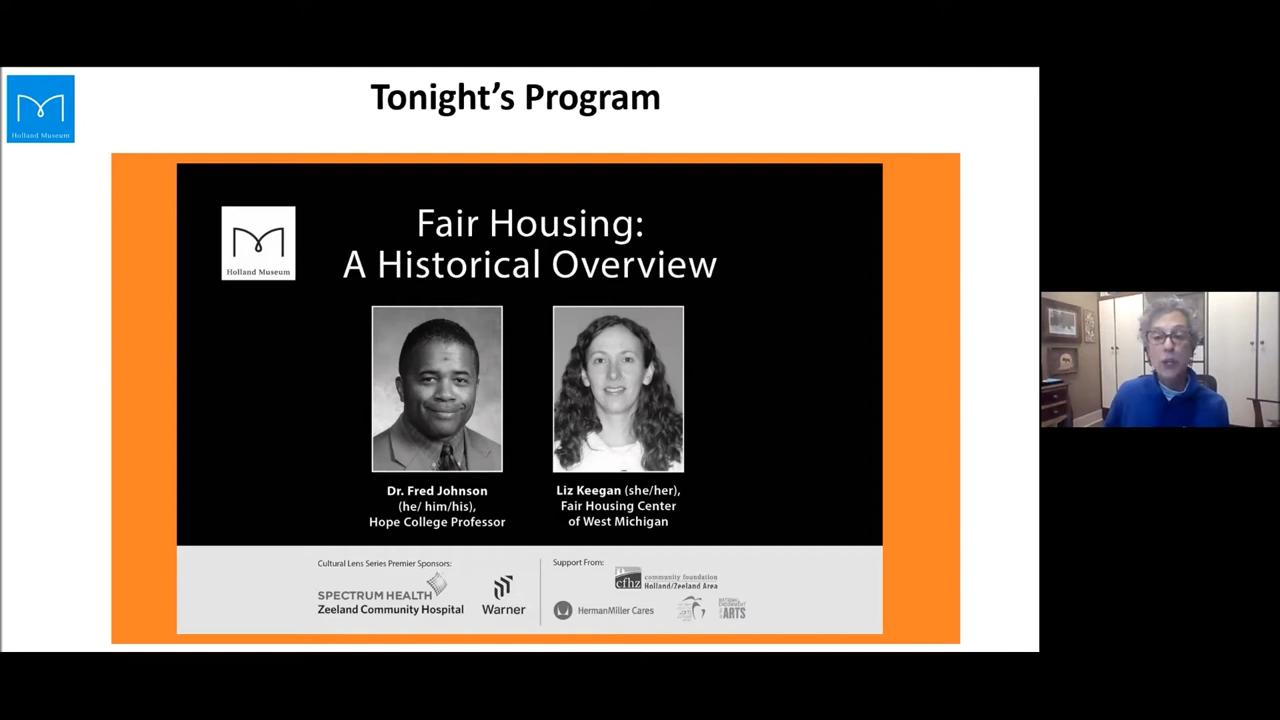 Tonight’s Program
Holland Museum
Holland Museum
Fair Housing:
A Historical Overview
Dr. Fred Johnson
(he/ him/his),
Hope College Professor
Liz Keegan (she/her),
Fair Housing Center
of West Michigan
Cultural Lens Series Premier Sponsors:
SPECTRUM HEALTH
Zeeland Community Hospital
Warner
Support From:
cfhz
community foundation
Holland/Zeeland Area
HermanMiller Cares
NATIONAL
ENDOWMENT
ARTS